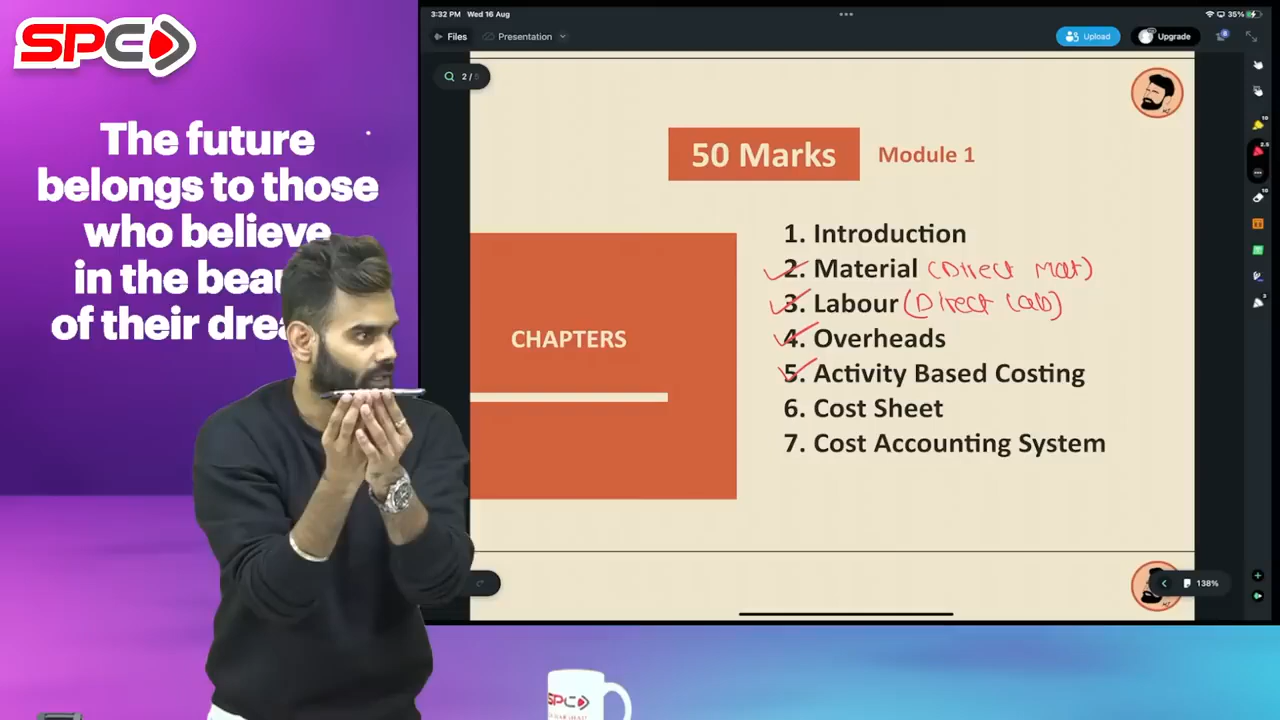 SPC
The future
belongs to those
who believe
in the beau
of their drea
3:32 PM Wed 16 Aug
35%
Files
Presentation
Upload
Upgrade
2 /
50 Marks
Module 1
CHAPTERS
1. Introduction
2. Material (Direct Mat)
3. Labour (Direct Lab)
4. Overheads
5. Activity Based Costing
6. Cost Sheet
7. Cost Accounting System
138%
SPC